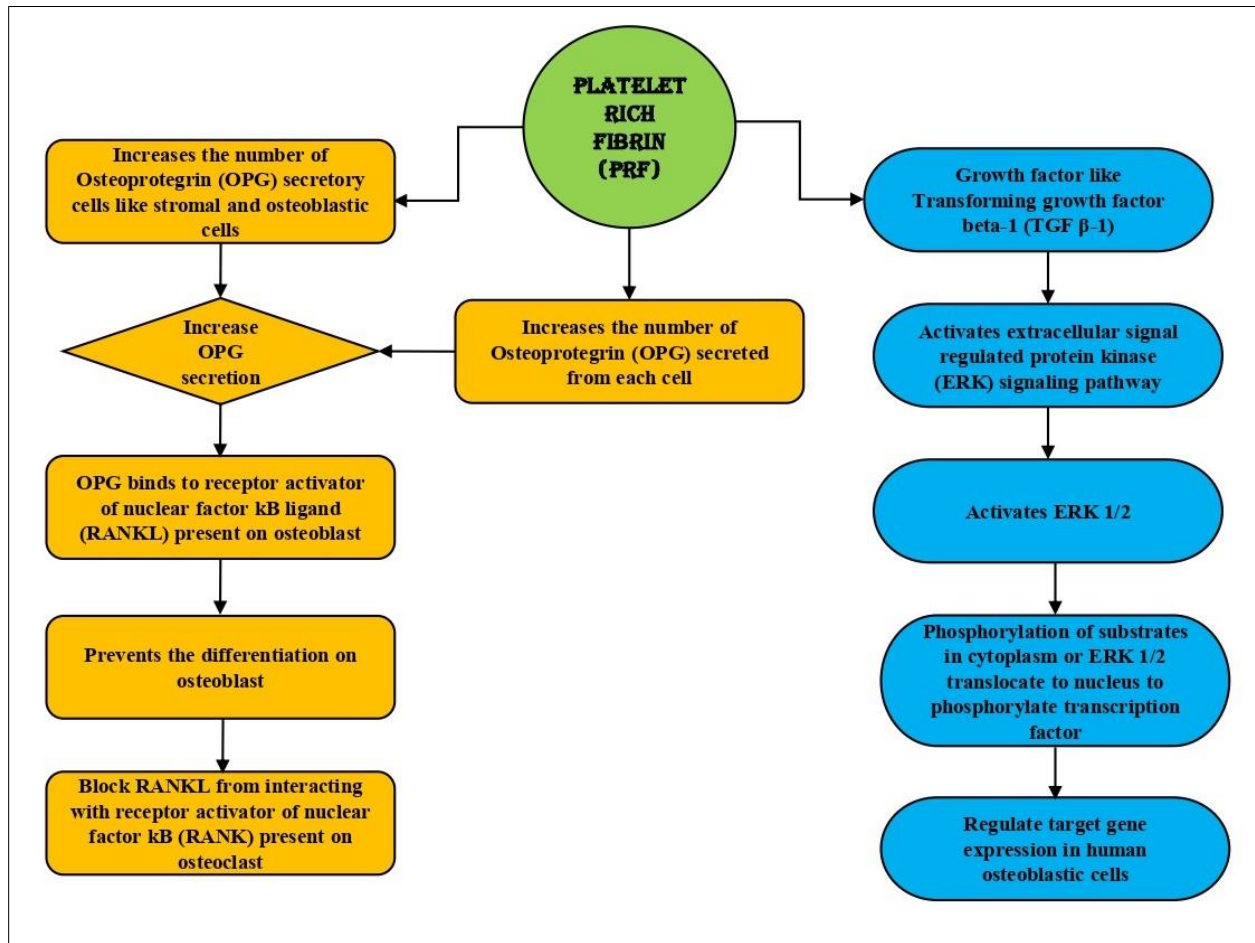 PLATELET
RICH
FIBRIN
(PRF)
Increases the number of
Osteoprotegrin (OPG) secretory
cells like stromal and osteoblastic
cells
Increase
OPG
secretion
Increases the number of
Osteoprotegrin (OPG) secreted
from each cell
OPG binds to receptor activator
of nuclear factor kB ligand
(RANKL) present on osteoblast
Prevents the differentiation on
osteoblast
Block RANKL from interacting
with receptor activator of nuclear
factor kB (RANK) present on
osteoclast
Growth factor like
Transforming growth factor
beta-1 (TGF β-1)
Activates extracellular signal
regulated protein kinase
(ERK) signaling pathway
Activates ERK 1/2
Phosphorylation of substrates
in cytoplasm or ERK 1/2
translocate to nucleus to
phosphorylate transcription
factor
Regulate target gene
expression in human
osteoblastic cells